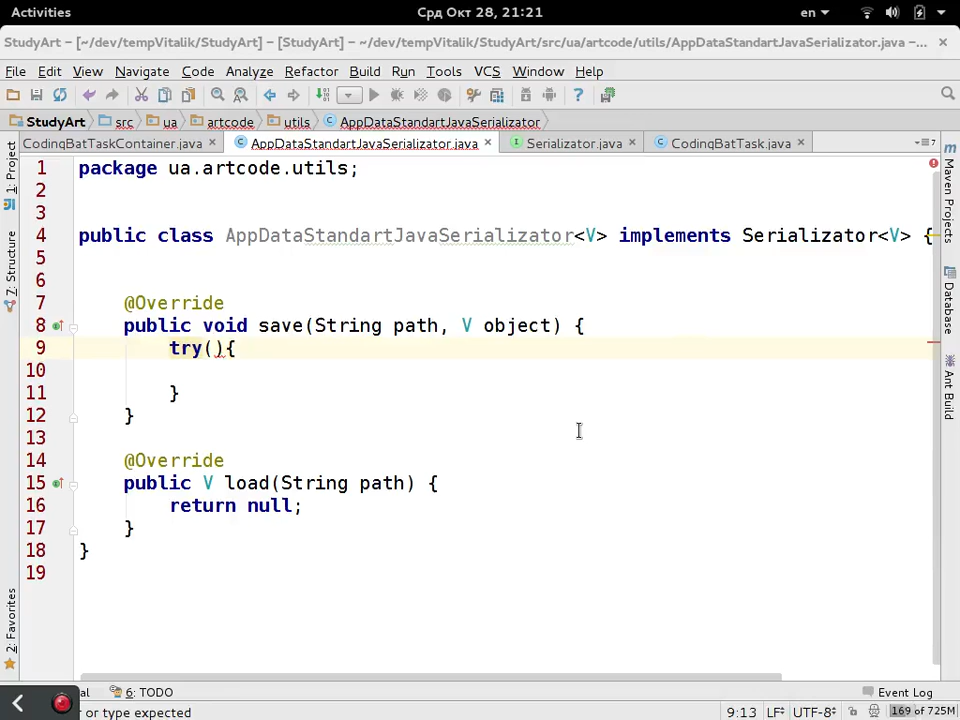 Activities
Срд Окт 28, 21:21
en
StudyArt – [~/dev/tempVitalik/StudyArt] – [StudyArt] – ~/dev/tempVitalik/StudyArt/src/ua/artcode/utils/AppDataStandartJavaSerializator.java –...
File Edit View Navigate Code Analyze Refactor Build Run Tools VCS Window Help
StudyArt src ua artcode utils AppDataStandartJavaSerializator
CodingBatTaskContainer.java AppDataStandartJavaSerializator.java Serializator.java CodingBatTask.java
7
1: Project
7: Structure
2: Favorites
Maven Projects
Database
Ant Build
1 package ua.artcode.utils;
2
3
4 public class AppDataStandartJavaSerializator<V> implements Serializator<V> {
5
6
7 @Override
8 public void save(String path, V object) {
9 try(){
10
11 }
12 }
13
14 @Override
15 public V load(String path) {
16 return null;
17 }
18 }
19
al 6: TODO Event Log
or type expected 9:13 LF UTF-8 169 of 725M